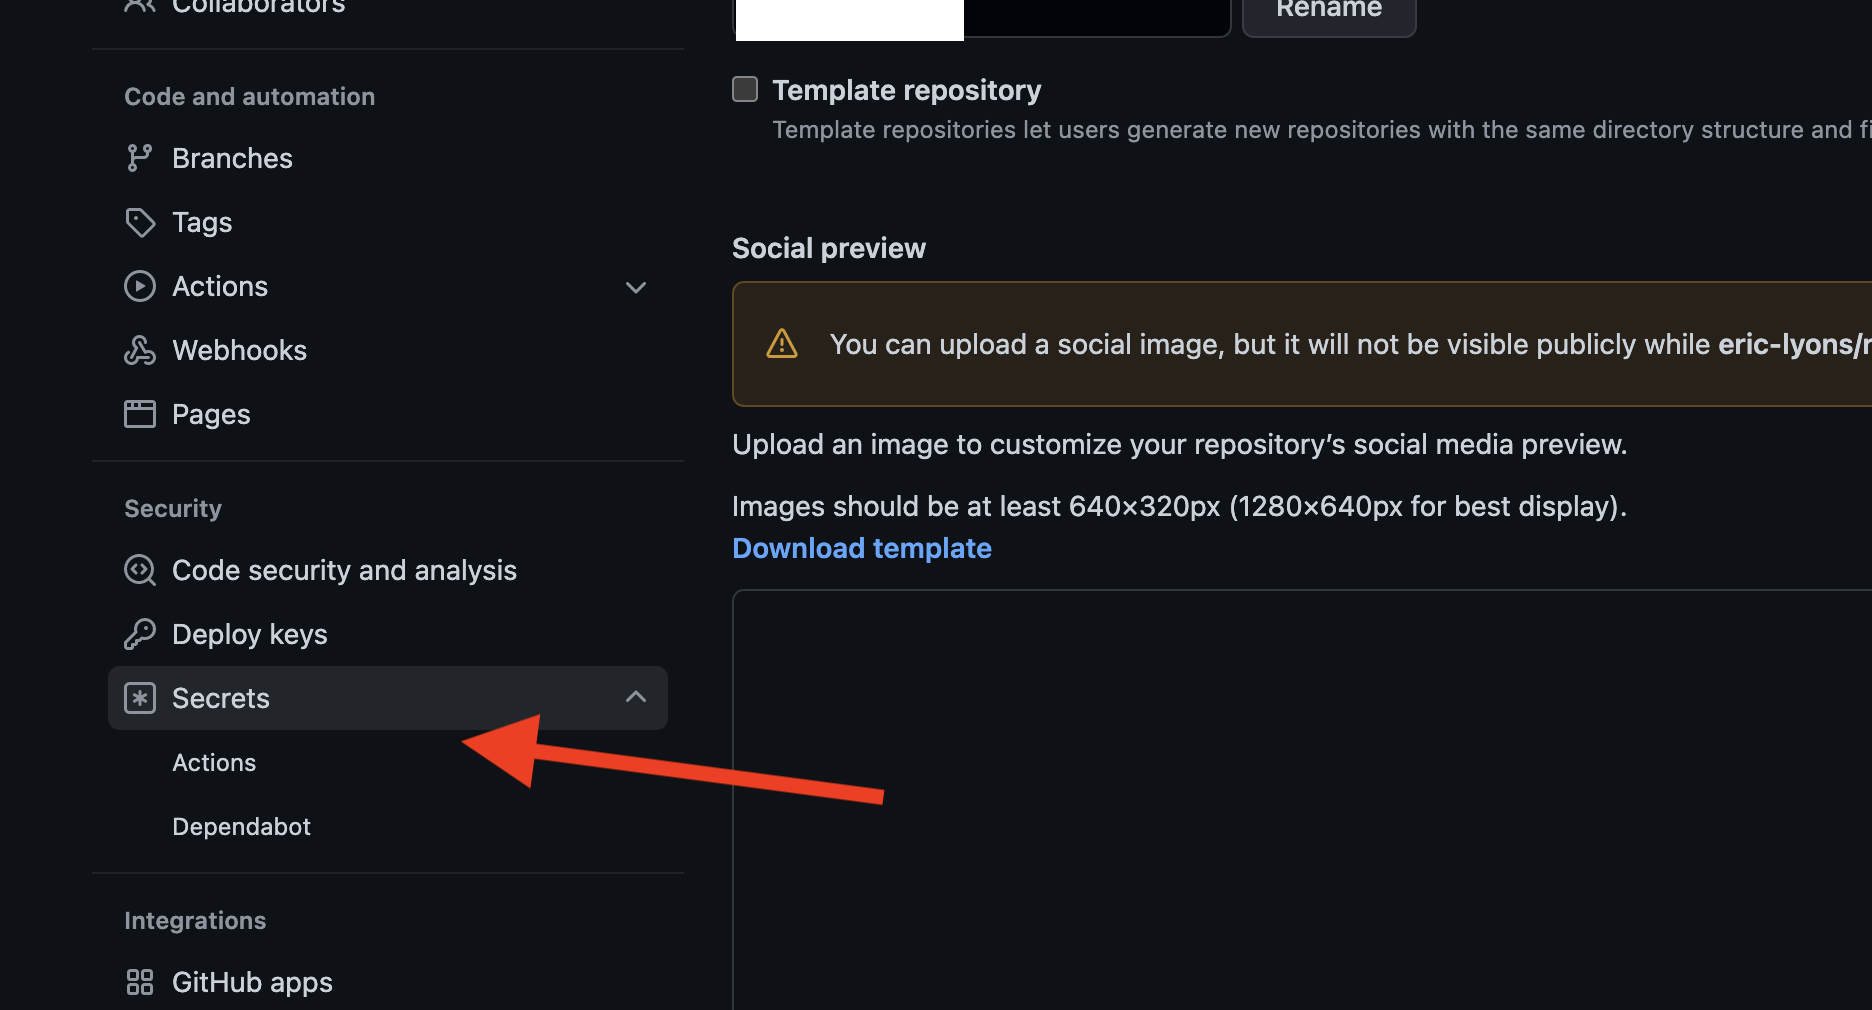 Collaborators
Code and automation
Branches
Tags
Actions
Webhooks
Pages
Security
Code security and analysis
Deploy keys
Secrets
Actions
Dependabot
Integrations
GitHub apps
Rename
Template repository
Template repositories let users generate new repositories with the same directory structure and
Social preview
You can upload a social image, but it will not be visible publicly while eric-lyons/
Upload an image to customize your repository’s social media preview.
Images should be at least 640×320px (1280×640px for best display).
Download template